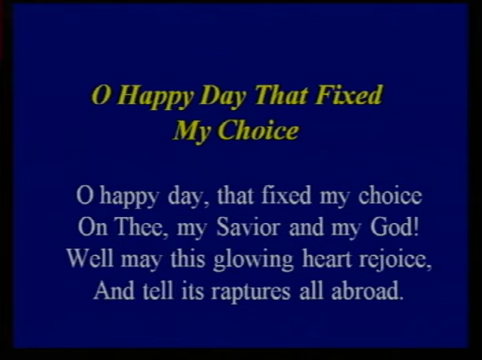 O Happy Day That Fixed
My Choice
O happy day, that fixed my choice
On Thee, my Savior and my God!
Well may this glowing heart rejoice,
And tell its raptures all abroad.